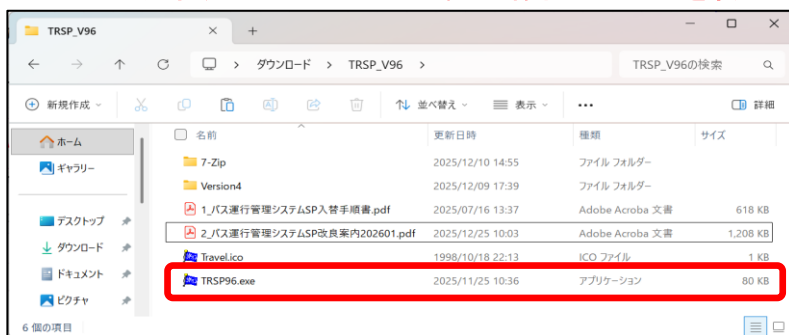 TRSP_V96
ダウンロード > TRSP_V96 >
TRSP_V96の検索
新規作成
並べ替え
表示
詳細
名前 更新日時 種類 サイズ
ホーム
ギャラリー
デスクトップ
ダウンロード
ドキュメント
ピクチャ
7-Zip 2025/12/10 14:55 ファイル フォルダー
Version4 2025/12/09 17:39 ファイル フォルダー
1_バス運行管理システムSP入替手順書.pdf 2025/07/16 13:37 Adobe Acroba 文書 618 KB
2_バス運行管理システムSP改良案内202601.pdf 2025/12/25 10:03 Adobe Acroba 文書 1,208 KB
Travel.ico 1998/10/18 22:13 ICO ファイル 1 KB
TRSP96.exe 2025/11/25 10:36 アプリケーション 80 KB
6 個の項目